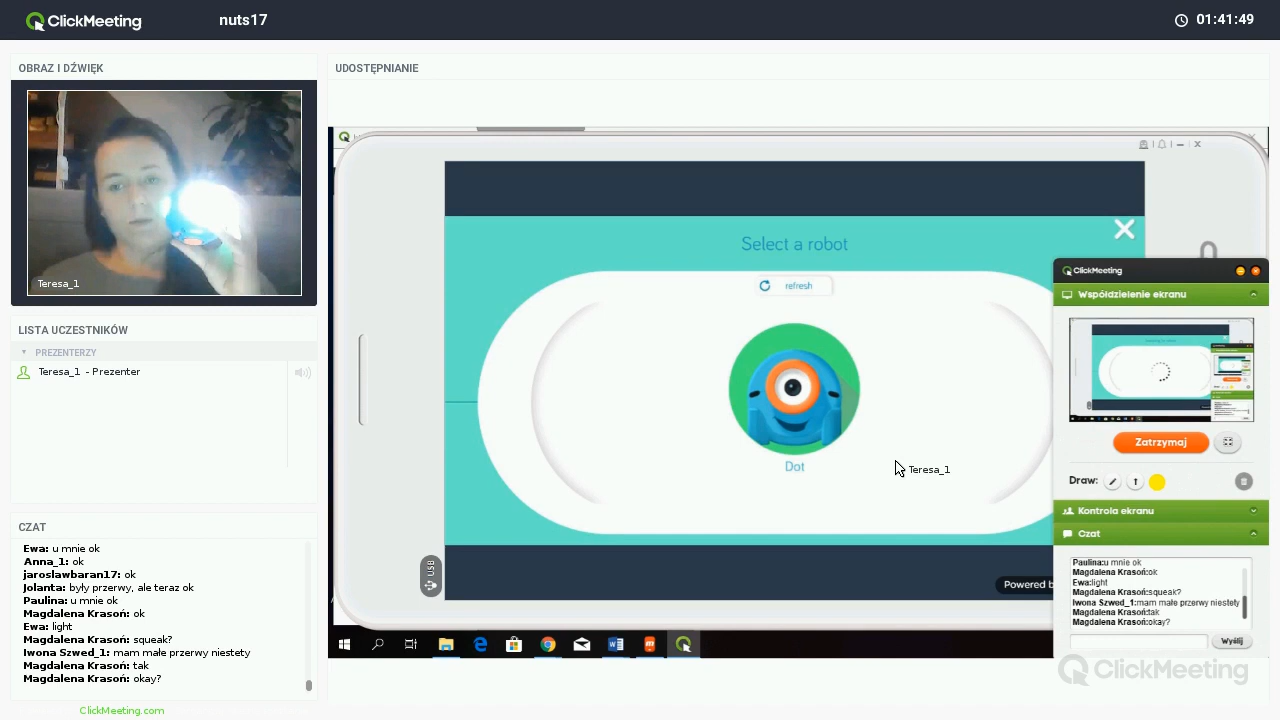 ClickMeeting
nuts17
01:41:49
OBRAZ I DŹWIĘK
Teresa_1
LISTA UCZESTNIKÓW
PREZENTERZY
Teresa_1 - Prezenter
CZAT
Ewa: u mnie ok
Anna_1: ok
jaroslawbaran17: ok
Jolanta: były przerwy, ale teraz ok
Paulina: u mnie ok
Magdalena Krasoń: ok
Ewa: light
Magdalena Krasoń: squeak?
Iwona Szwed_1: mam małe przerwy niestety
Magdalena Krasoń: tak
Magdalena Krasoń: okay?
ClickMeeting.com
UDOSTĘPNIANIE
Select a robot
refresh
Dot
Teresa_1
USB
Powered b
ClickMeeting
Współdzielenie ekranu
Zatrzymaj
Draw:
Kontrola ekranu
Czat
Paulina:u mnie ok
Magdalena Krasoń:ok
Ewa:light
Magdalena Krasoń:squeak?
Iwona Szwed_1:mam małe przerwy niestety
Magdalena Krasoń:tak
Magdalena Krasoń:okay?
Wyślij
ClickMeeting